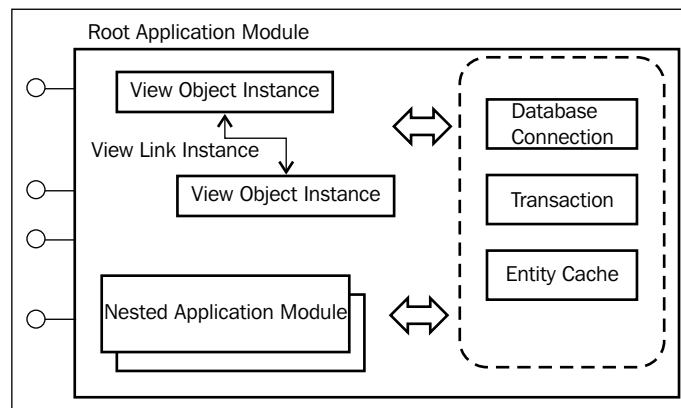 Root Application Module
View Object Instance
View Link Instance
View Object Instance
Nested Application Module
Database
Connection
Transaction
Entity Cache